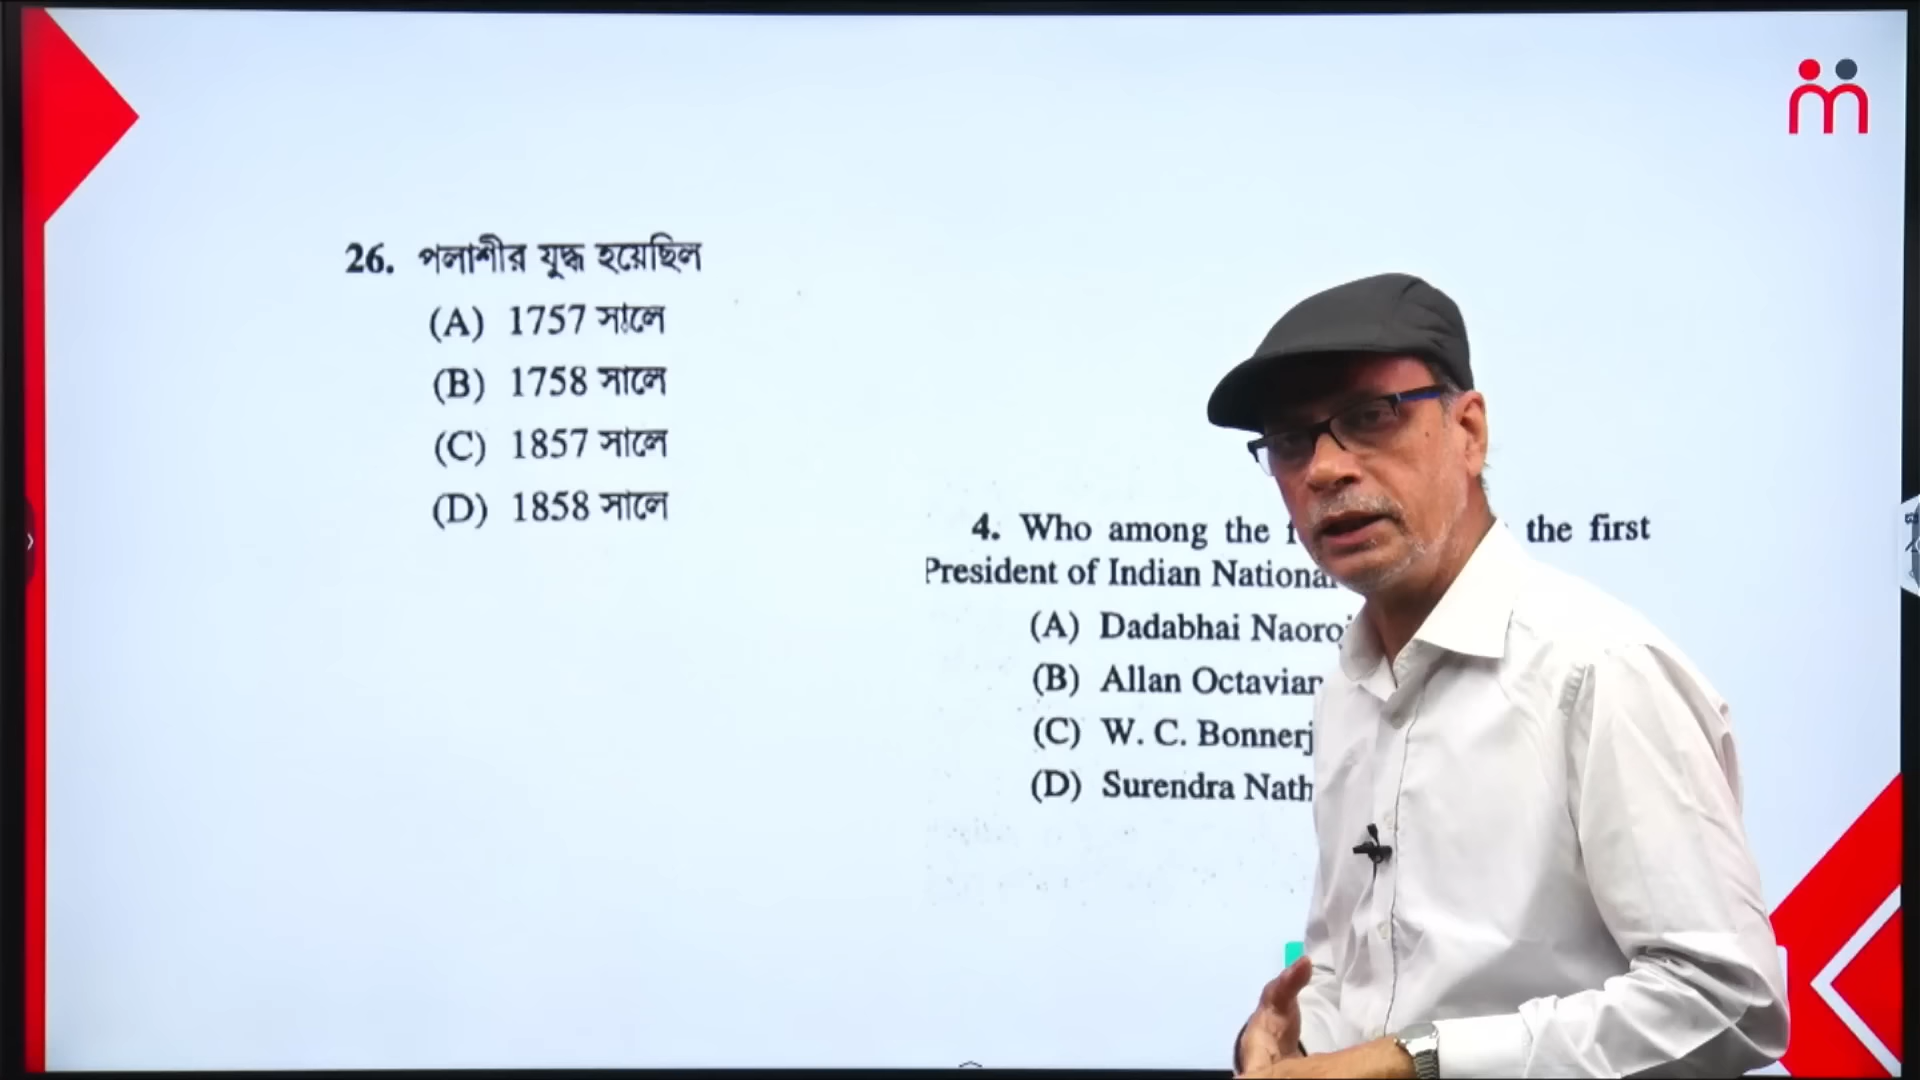 26. পলাশীর যুদ্ধ হয়েছিল
(A) 1757 সালে
(B) 1758 সালে
(C) 1857 সালে
(D) 1858 সালে
4. Who among the the first
President of Indian
(A) Dadabhai
(B) Allan
(C) W. C.
(D) Surendra Nath